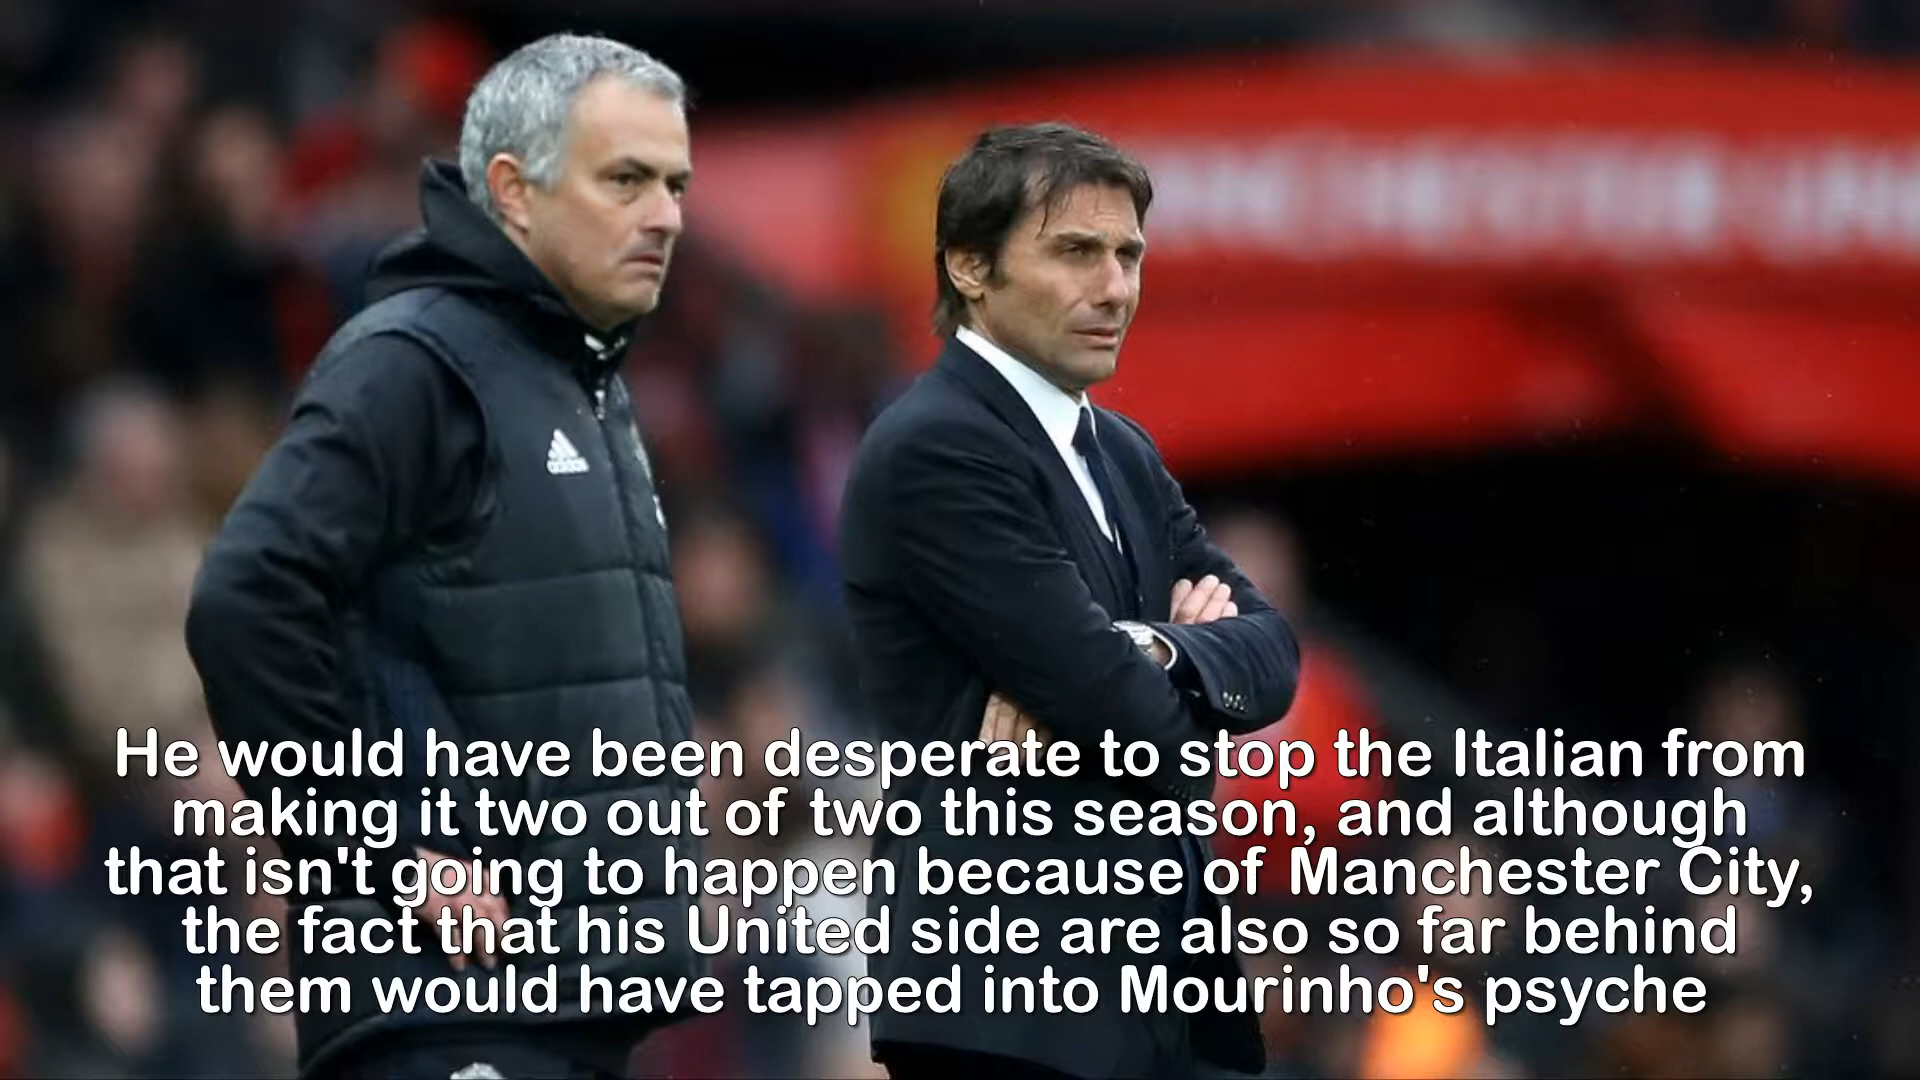 adidas
He would have been desperate to stop the Italian from
making it two out of two this season, and although
that isn't going to happen because of Manchester City,
the fact that his United side are also so far behind
them would have tapped into Mourinho's psyche